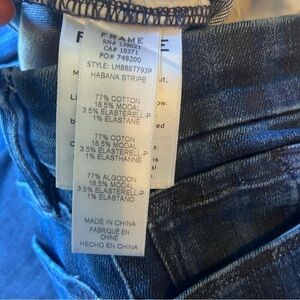 FRAME
RN# 139021
CA# 19371
PO# 749200
STYLE: LMBBST793P
HABANA STRIPE
77% COTTON
18.5% MODAL
3.5% ELASTERELL-P
1% ELASTANE
77% COTON
18.5% MODAL
3.5% ELASTERELL-P
1% ELASTHANNE
77% ALGODON
18.5% MODAL
3.5% ELASTERELL-P
1% ELASTANO
MADE IN CHINA
FABRIQUÉ EN
CHINE
HECHO EN CHINA